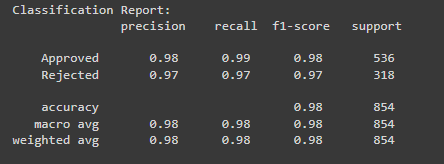 Classification Report:
precision recall f1-score support
Approved 0.98 0.99 0.98 536
Rejected 0.97 0.97 0.97 318
accuracy 0.98 854
macro avg 0.98 0.98 0.98 854
weighted avg 0.98 0.98 0.98 854